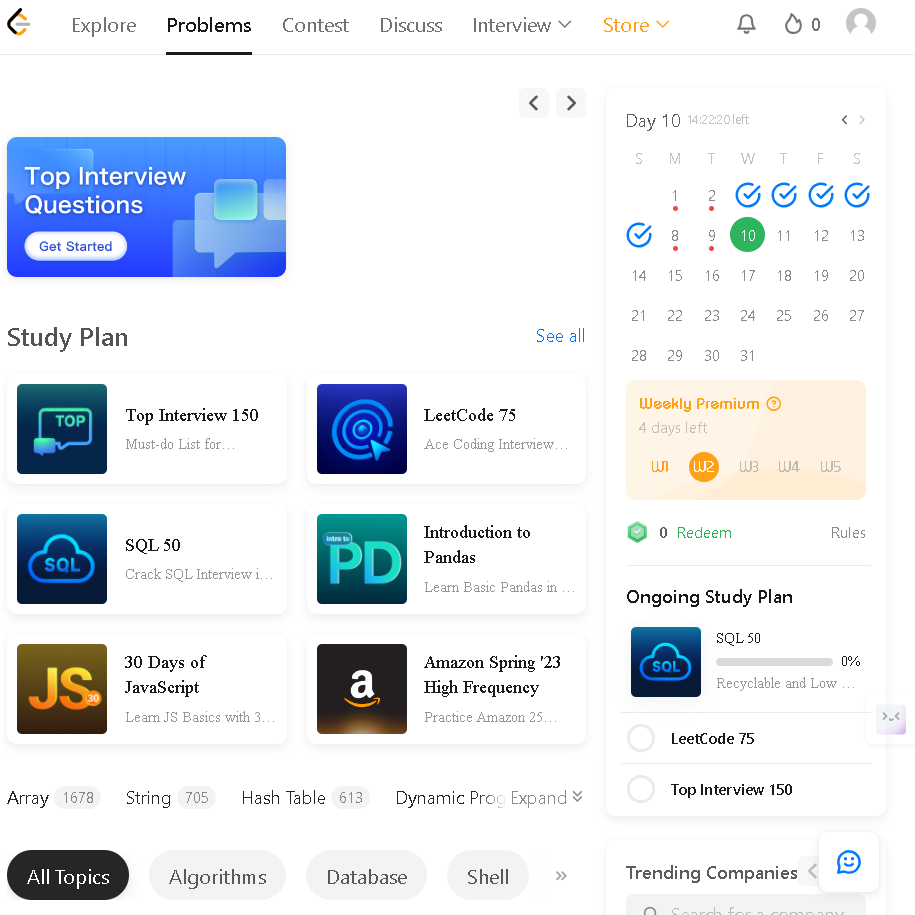 Explore Problems Contest Discuss Interview Store 0
Top Interview
Questions
Get Started
Study Plan See all
TOP
Top Interview 150
Must-do List for...
LeetCode 75
Ace Coding Interview...
SQL
SQL 50
Crack SQL Interview i...
Intro to
PD
Introduction to
Pandas
Learn Basic Pandas in ...
JS
30
30 Days of
JavaScript
Learn JS Basics with 3...
a
Amazon Spring '23
High Frequency
Practice Amazon 25...
Array 1678 String 705 Hash Table 613 Dynamic Prog Expand
All Topics Algorithms Database Shell »
Day 10 14:22:20 left
S M T W T F S
1 2
8 9 10 11 12 13
14 15 16 17 18 19 20
21 22 23 24 25 26 27
28 29 30 31
Weekly Premium ?
4 days left
W1 W2 W3 W4 W5
0 Redeem Rules
Ongoing Study Plan
SQL
SQL 50
0%
Recyclable and Low ...
LeetCode 75
Top Interview 150
Trending Companies
Search for a company